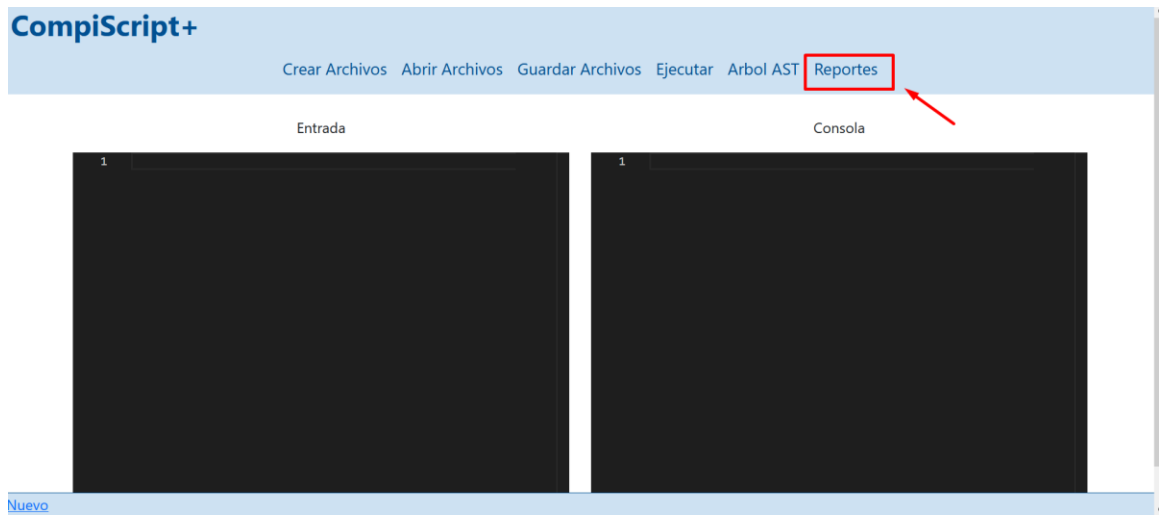 CompiScript+
Crear Archivos Abrir Archivos Guardar Archivos Ejecutar Arbol AST Reportes
Entrada Consola
1 1
Nuevo